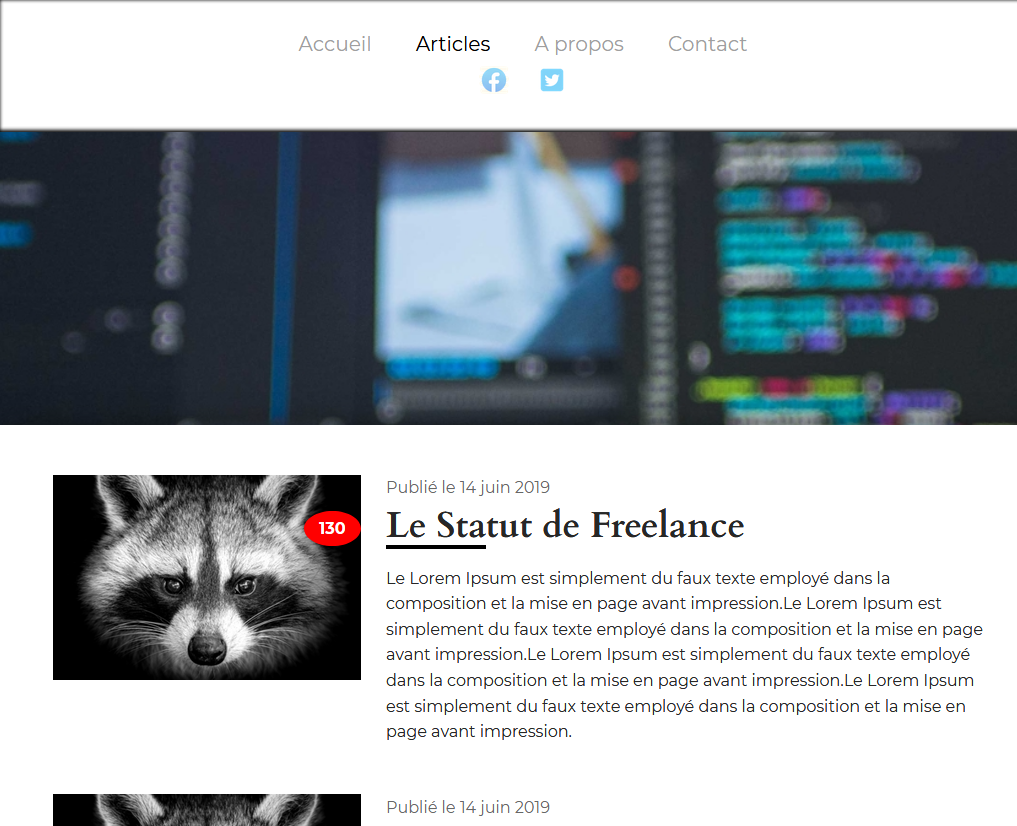 Accueil Articles A propos Contact
130
Publié le 14 juin 2019
Le Statut de Freelance
Le Lorem Ipsum est simplement du faux texte employé dans la
composition et la mise en page avant impression.Le Lorem Ipsum est
simplement du faux texte employé dans la composition et la mise en page
avant impression.Le Lorem Ipsum est simplement du faux texte employé
dans la composition et la mise en page avant impression.Le Lorem Ipsum
est simplement du faux texte employé dans la composition et la mise en
page avant impression.
Publié le 14 juin 2019